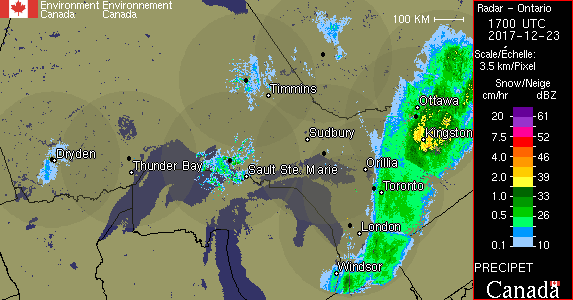 Environment Environnement
Canada Canada
100 KM
Timmins
Ottawa
Kingston
Sudbury
Dryden
Thunder Bay
Sault Ste. Marie
Orillia
Toronto
London
Windsor
Radar - Ontario
1700 UTC
2017-12-23
Scale/Échelle:
3.5 km/Pixel
Snow/Neige
cm/hr dBZ
20 61
7.5 57
5.5 52
4.0 46
2.0 39
1.0 33
0.5 26
0.1 10
PRECIPET
Canada